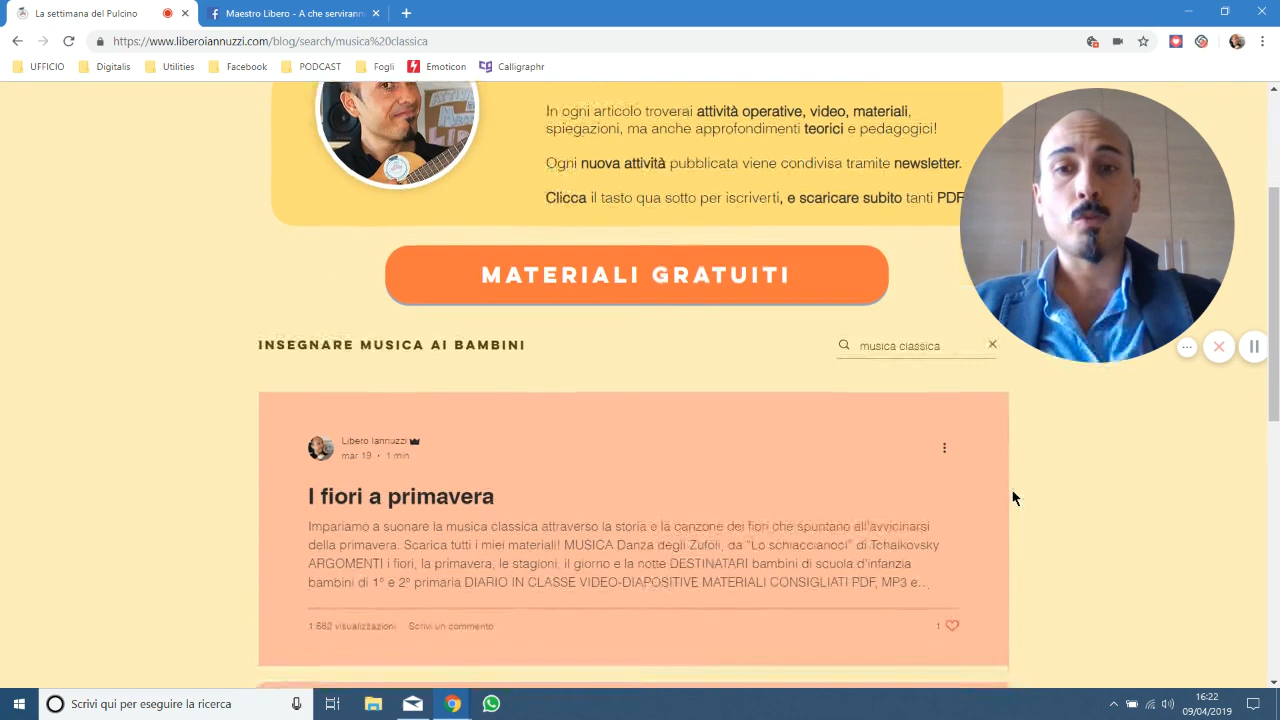 La settimana del Pulcino
Maestro Libero - A che servirann
https://www.liberoiannuzzi.com/blog/search/musica%20classica
UFFICIO
Digitalis
Utilities
Facebook
PODCAST
Fogli
Emoticon
Calligraphr
In ogni articolo troverai attività operative, video, materiali,
spiegazioni, ma anche approfondimenti teorici e pedagogici!
Ogni nuova attività pubblicata viene condivisa tramite newsletter.
Clicca il tasto qua sotto per iscriverti, e scaricare subito tanti PDF
MATERIALI GRATUITI
INSEGNARE MUSICA AI BAMBINI
musica classica
Libero Iannuzzi
mar 19 · 1 min
I fiori a primavera
Impariamo a suonare la musica classica attraverso la storia e la canzone dei fiori che spuntano all'avvicinarsi
della primavera. Scarica tutti i miei materiali! MUSICA Danza degli Zufoli, da "Lo schiaccianoci" di Tchaikovsky
ARGOMENTI i fiori, la primavera, le stagioni, il giorno e la notte DESTINATARI bambini di scuola d'infanzia
bambini di 1° e 2° primaria DIARIO IN CLASSE VIDEO-DIAPOSITIVE MATERIALI CONSIGLIATI PDF, MP3 e...
visualizzazioni Scrivi un commento
1
Scrivi qui per eseguire la ricerca
16:22
09/04/2019